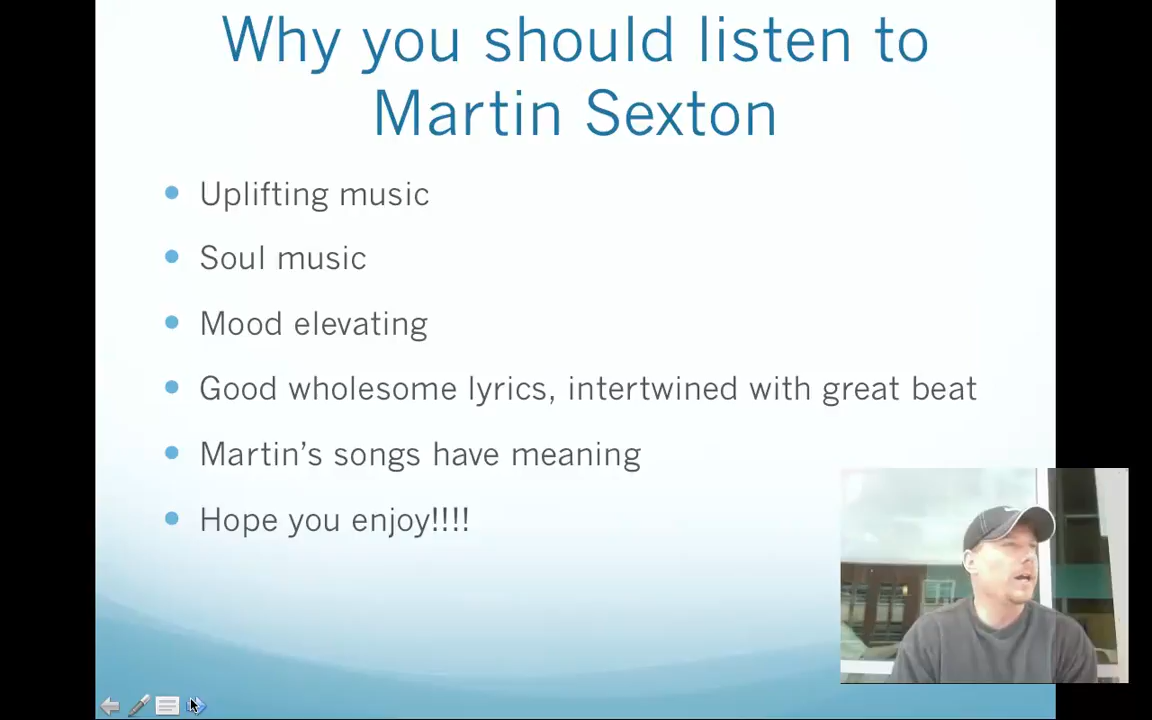 Why you should listen to
Martin Sexton
Uplifting music
Soul music
Mood elevating
Good wholesome lyrics, intertwined with great beat
Martin’s songs have meaning
Hope you enjoy!!!!